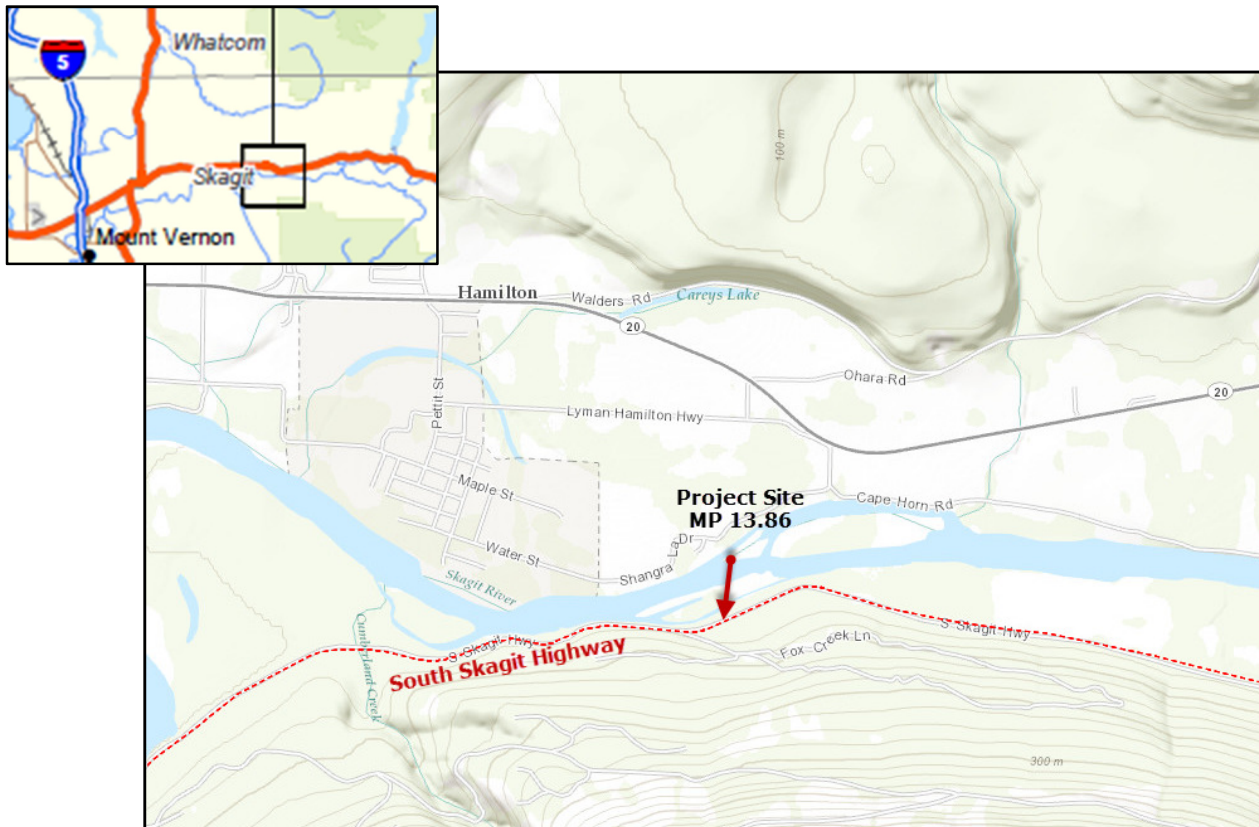 Whatcom
5
Skagit
Mount Vernon
100 m
Hamilton
Walders Rd
Careys Lake
20
Ohara Rd
20
Pettit St
Lyman Hamilton Hwy
Maple St
Project Site
MP 13.86
Cape Horn Rd
Water St
Shangra La Dr
Skagit River
Cumberland Creek
S Skagit Hwy
South Skagit Highway
S Skagit Hwy
Fox Creek Ln
300 m